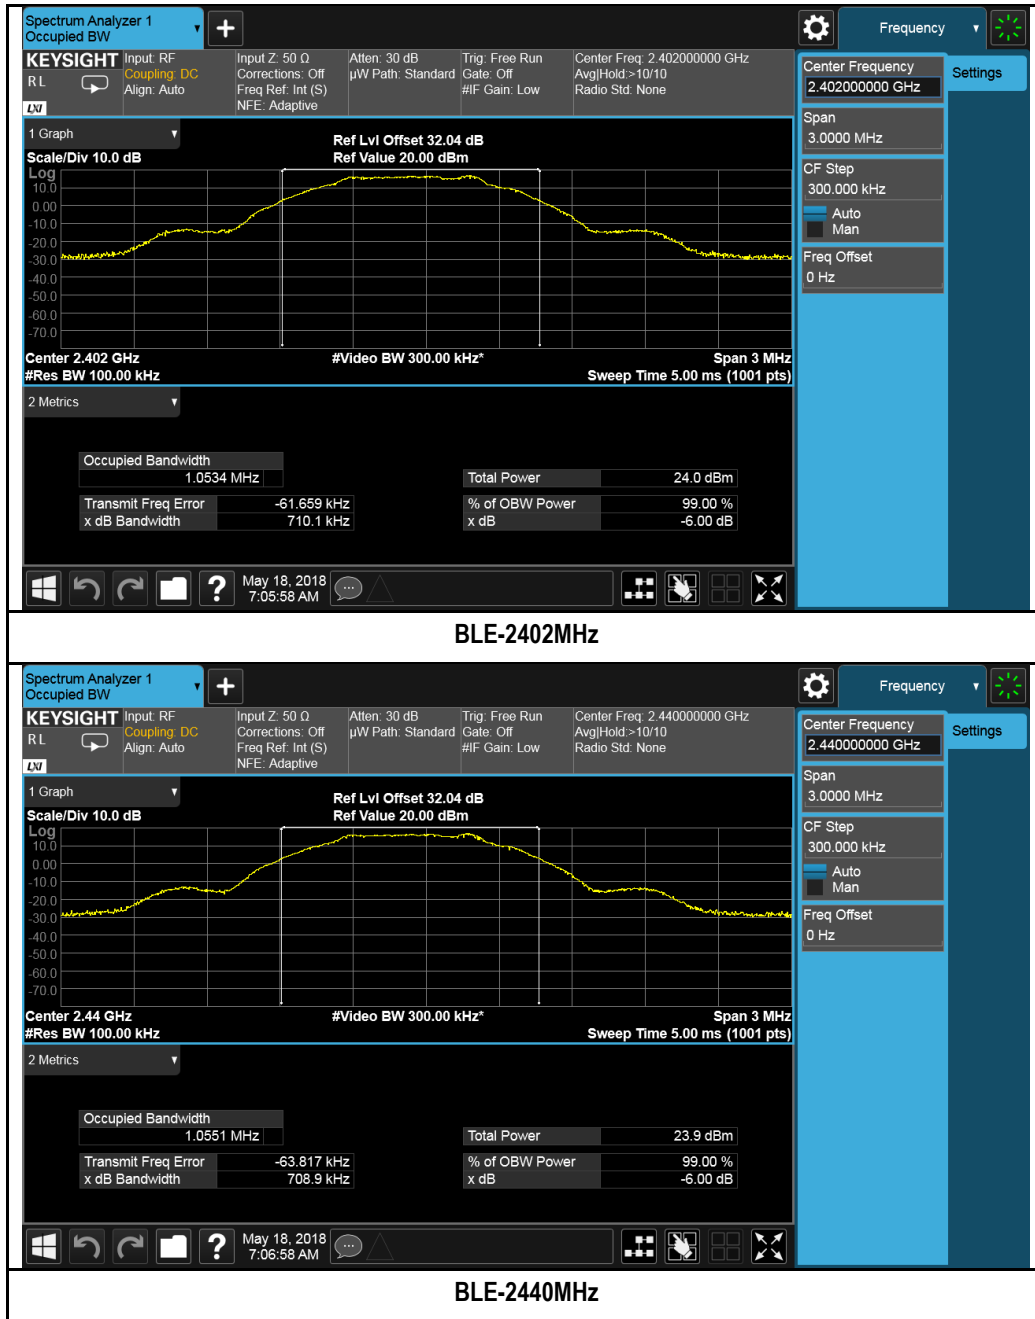 Spectrum Analyzer 1
Occupied BW
+
Frequency
KEYSIGHT
R L
LXI
Input: RF
Coupling: DC
Align: Auto
Input Z: 50 Ω
Corrections: Off
Freq Ref: Int (S)
NFE: Adaptive
Atten: 30 dB
µW Path: Standard
Trig: Free Run
Gate: Off
#IF Gain: Low
Center Freq: 2.402000000 GHz
Avg|Hold:>10/10
Radio Std: None
Center Frequency
2.402000000 GHz
Settings
Span
3.0000 MHz
CF Step
300.000 kHz
Auto
Man
Freq Offset
0 Hz
1 Graph
Scale/Div 10.0 dB
Ref Lvl Offset 32.04 dB
Ref Value 20.00 dBm
Log
10.0
0.00
-10.0
-20.0
-30.0
-40.0
-50.0
-60.0
-70.0
Center 2.402 GHz
#Video BW 300.00 kHz*
Span 3 MHz
#Res BW 100.00 kHz
Sweep Time 5.00 ms (1001 pts)
2 Metrics
Occupied Bandwidth
1.0534 MHz
Total Power 24.0 dBm
Transmit Freq Error -61.659 kHz
% of OBW Power 99.00 %
x dB Bandwidth 710.1 kHz
x dB -6.00 dB
?
May 18, 2018
7:05:58 AM
BLE-2402MHz
Spectrum Analyzer 1
Occupied BW
+
Frequency
KEYSIGHT
R L
LXI
Input: RF
Coupling: DC
Align: Auto
Input Z: 50 Ω
Corrections: Off
Freq Ref: Int (S)
NFE: Adaptive
Atten: 30 dB
µW Path: Standard
Trig: Free Run
Gate: Off
#IF Gain: Low
Center Freq: 2.440000000 GHz
Avg|Hold:>10/10
Radio Std: None
Center Frequency
2.440000000 GHz
Settings
Span
3.0000 MHz
CF Step
300.000 kHz
Auto
Man
Freq Offset
0 Hz
1 Graph
Scale/Div 10.0 dB
Ref Lvl Offset 32.04 dB
Ref Value 20.00 dBm
Log
10.0
0.00
-10.0
-20.0
-30.0
-40.0
-50.0
-60.0
-70.0
Center 2.44 GHz
#Video BW 300.00 kHz*
Span 3 MHz
#Res BW 100.00 kHz
Sweep Time 5.00 ms (1001 pts)
2 Metrics
Occupied Bandwidth
1.0551 MHz
Total Power 23.9 dBm
Transmit Freq Error -63.817 kHz
% of OBW Power 99.00 %
x dB Bandwidth 708.9 kHz
x dB -6.00 dB
?
May 18, 2018
7:06:58 AM
BLE-2440MHz